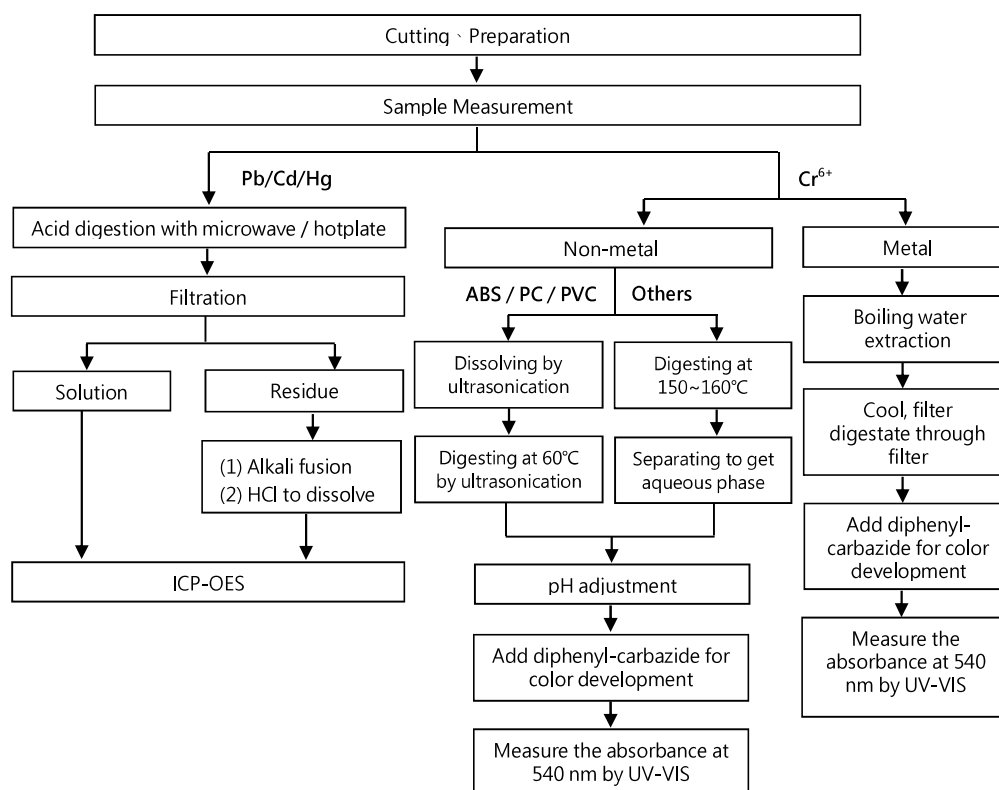 Cutting、Preparation
Sample Measurement
Pb/Cd/Hg
Acid digestion with microwave / hotplate
Filtration
Solution
Residue
(1) Alkali fusion
(2) HCl to dissolve
ICP-OES
Cr⁶⁺
Non-metal
ABS / PC / PVC
Others
Dissolving by
ultrasonication
Digesting at 60℃
by ultrasonication
Digesting at
150~160℃
Separating to get
aqueous phase
pH adjustment
Add diphenyl-carbazide for
color development
Measure the absorbance at
540 nm by UV-VIS
Metal
Boiling water
extraction
Cool, filter
digestate through
filter
Add diphenyl-
carbazide for color
development
Measure the
absorbance at 540
nm by UV-VIS